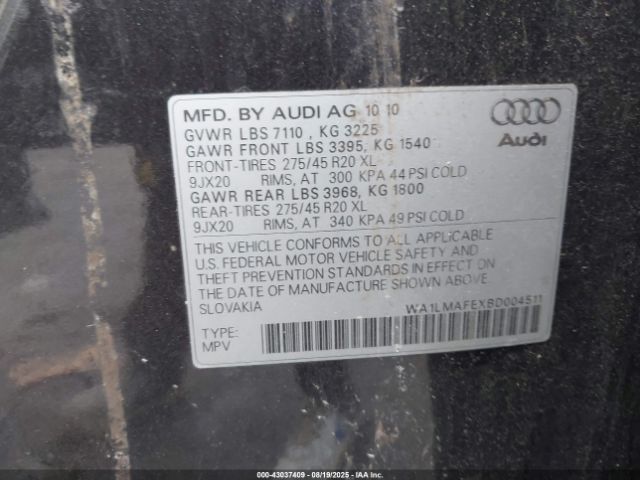 MFD. BY AUDI AG 10 10
GVWR LBS 7110 , KG 3225
GAWR FRONT LBS 3395, KG 1540
FRONT-TIRES 275/45 R20 XL
9JX20 RIMS, AT 300 KPA 44 PSI COLD
GAWR REAR LBS 3968, KG 1800
REAR-TIRES 275/45 R20 XL
9JX20 RIMS, AT 340 KPA 49 PSI COLD
THIS VEHICLE CONFORMS TO ALL APPLICABLE
U.S. FEDERAL MOTOR VEHICLE SAFETY AND
THEFT PREVENTION STANDARDS IN EFFECT ON
THE DATE OF MANUFACTURE SHOWN ABOVE
SLOVAKIA
Audi
WA1LMAFEXBD004511
TYPE:
MPV
000-43037409 - 08/19/2025 - IAA Inc.